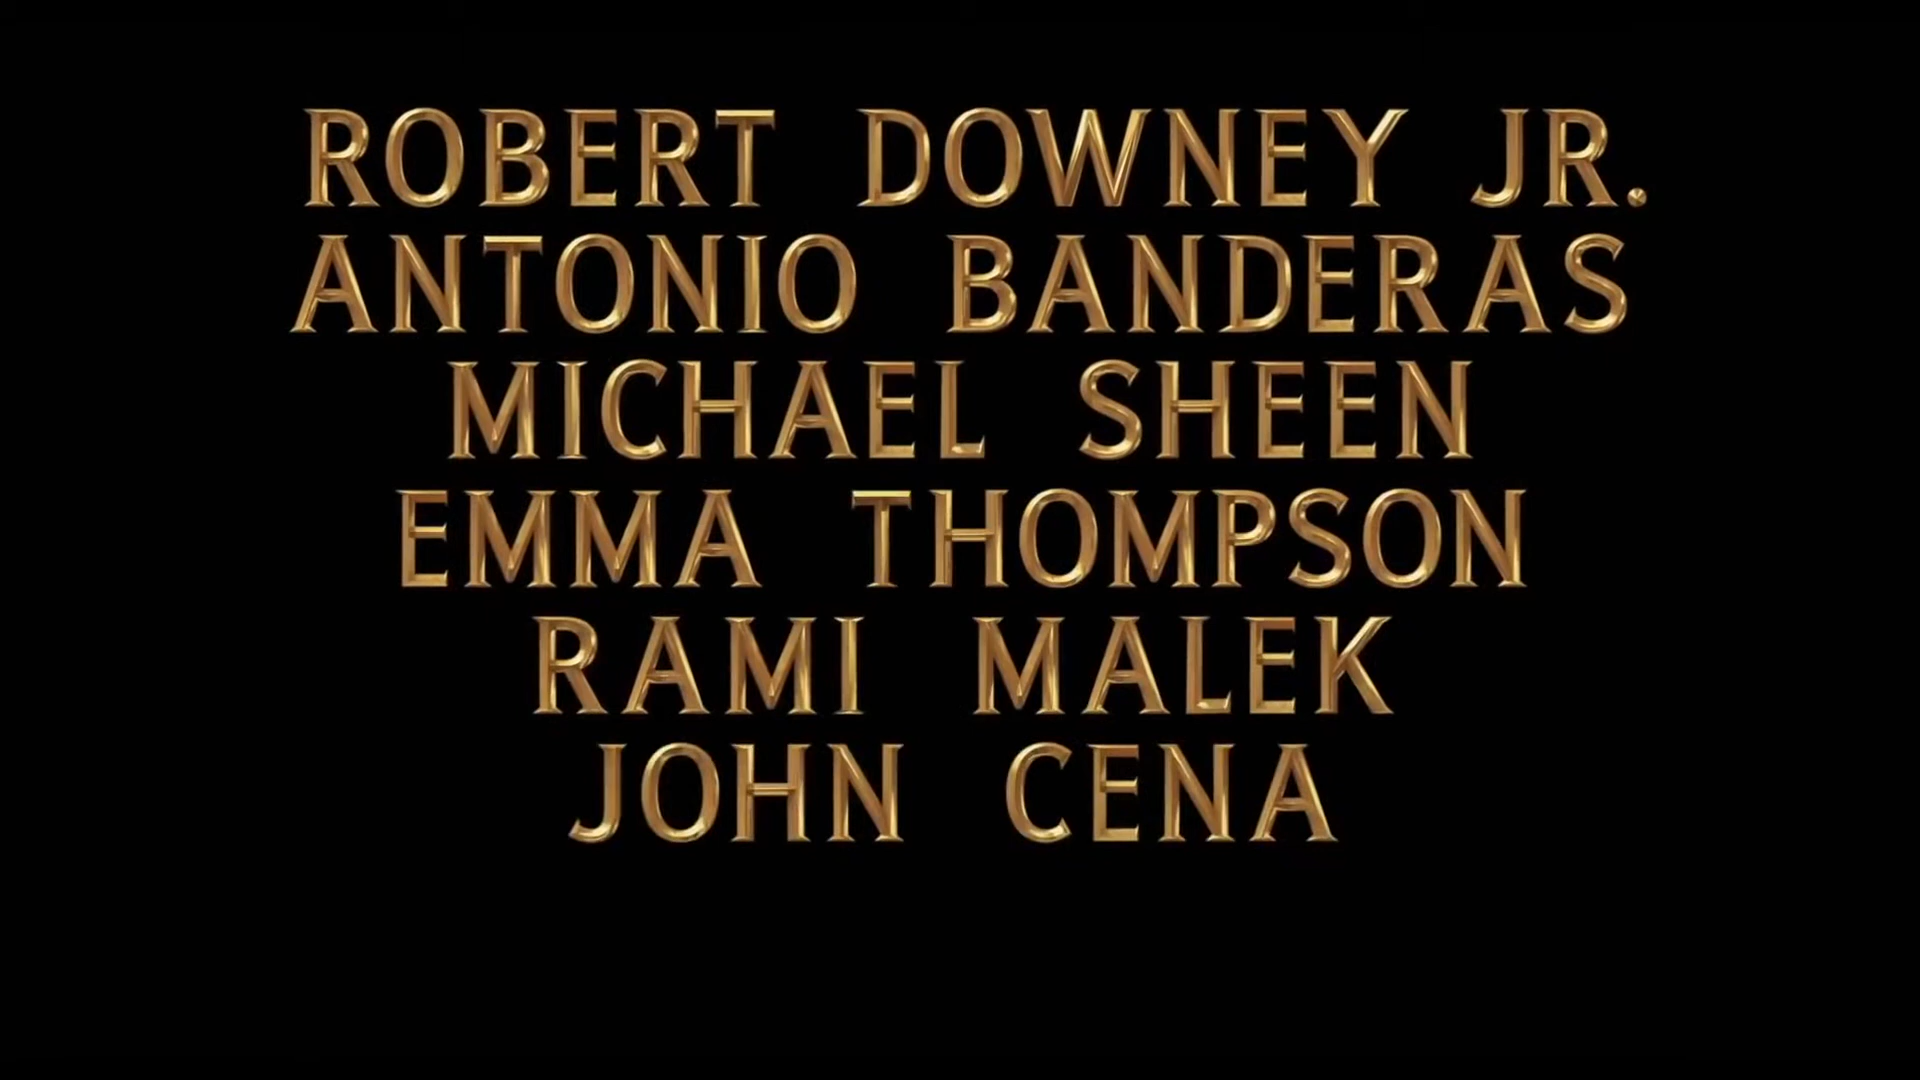 ROBERT DOWNEY JR.
ANTONIO BANDERAS
MICHAEL SHEEN
EMMA THOMPSON
RAMI MALEK
JOHN CENA